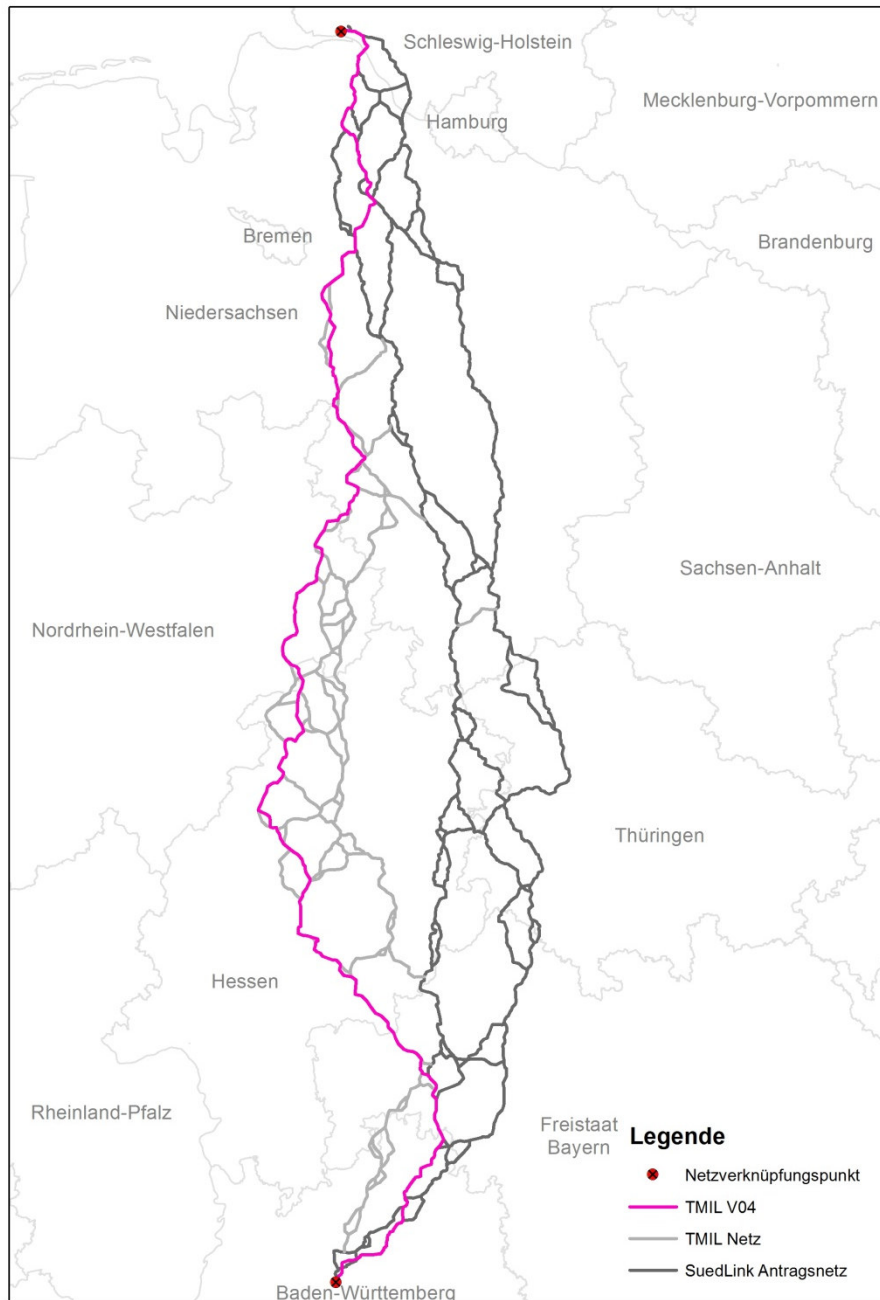 Schleswig-Holstein
Mecklenburg-Vorpommern
Hamburg
Bremen
Brandenburg
Niedersachsen
Sachsen-Anhalt
Nordrhein-Westfalen
Thüringen
Hessen
Rheinland-Pfalz
Freistaat
Bayern
Legende
Netzverknüpfungspunkt
TMIL V04
TMIL Netz
SuedLink Antragsnetz
Baden-Württemberg